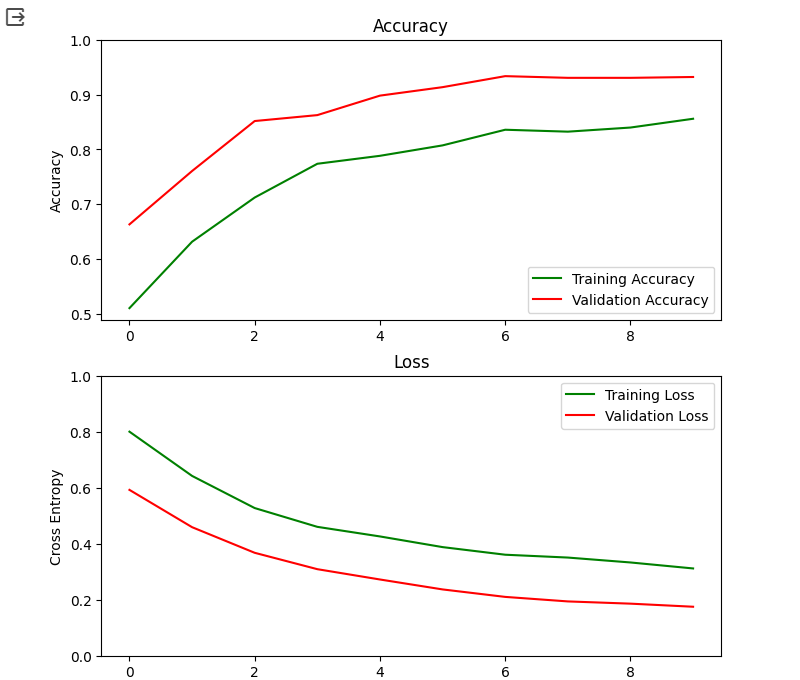 Accuracy
1.0
0.9
0.8
0.7
0.6
0.5
Accuracy
Training Accuracy
Validation Accuracy
0 2 4 6 8
Loss
1.0
0.8
0.6
0.4
0.2
0.0
Cross Entropy
Training Loss
Validation Loss
0 2 4 6 8